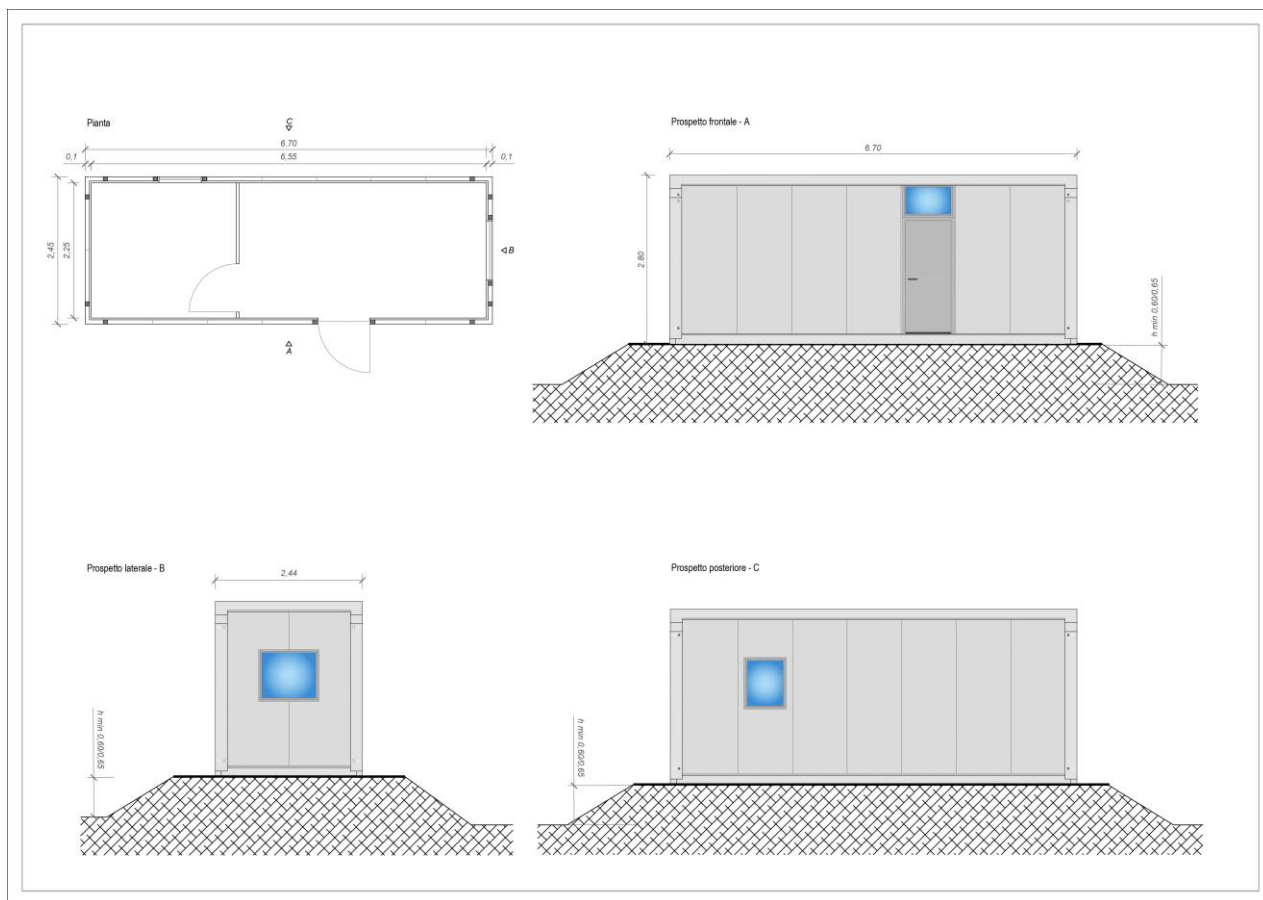 Pianta
C
6.70
0,1
6,55
0,1
2,45
2,25
B
A
Prospetto frontale - A
6.70
2.80
h min 0,60/0,65
Prospetto laterale - B
2,44
h min 0,60/0,65
Prospetto posteriore - C
h min 0,60/0,65